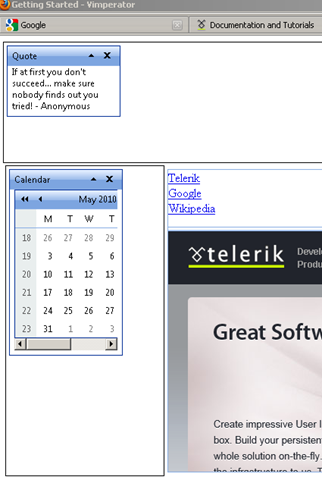 Getting Started - Vimperator
Google
Documentation and Tutorials
Quote
If at first you don't
succeed... make sure
nobody finds out you
tried! - Anonymous
Calendar
May 2010
M T W T
18 26 27 28 29
19 3 4 5 6
20 10 11 12 13
21 17 18 19 20
22 24 25 26 27
23 31 1 2 3
Telerik
Google
Wikipedia
telerik
Develo
Produ
Great Softw
Create impressive User I
box. Build your persisten
whole solution on-the-fly.
the infrastructure to us. T